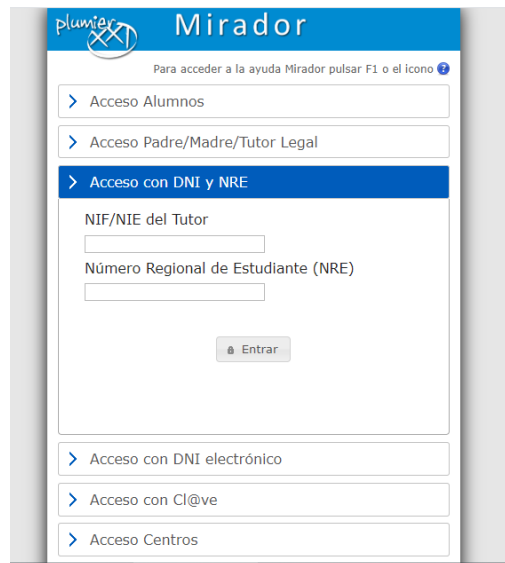 plumier XXI
Mirador
Para acceder a la ayuda Mirador pulsar F1 o el icono ?
Acceso Alumnos
Acceso Padre/Madre/Tutor Legal
Acceso con DNI y NRE
NIF/NIE del Tutor
Número Regional de Estudiante (NRE)
Entrar
Acceso con DNI electrónico
Acceso con Cl@ve
Acceso Centros